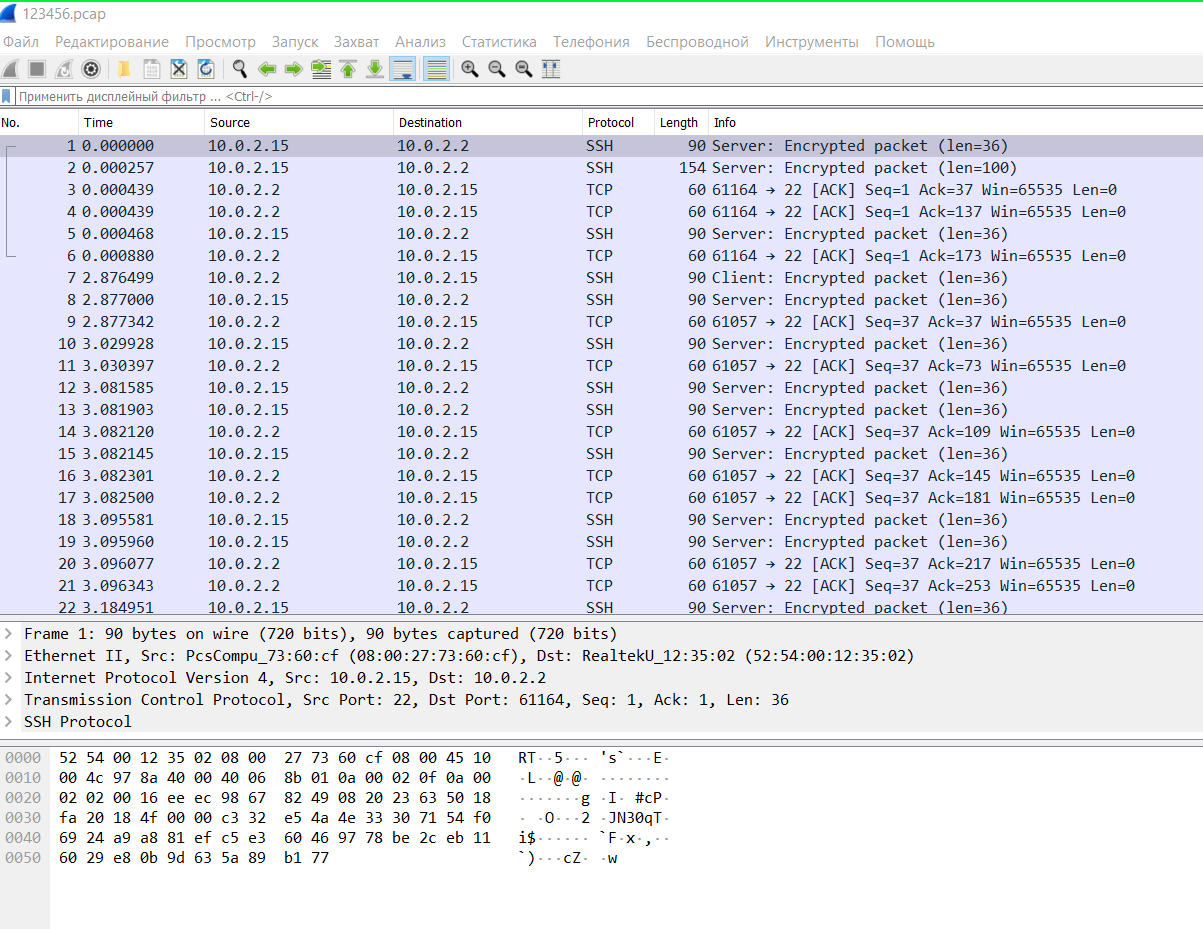 123456.pcap
Файл Редактирование Просмотр Запуск Захват Анализ Статистика Телефония Беспроводной Инструменты Помощь
Применить дисплейный фильтр ... <Ctrl-/>
No. Time Source Destination Protocol Length Info
1 0.000000 10.0.2.15 10.0.2.2 SSH 90 Server: Encrypted packet (len=36)
2 0.000257 10.0.2.15 10.0.2.2 SSH 154 Server: Encrypted packet (len=100)
3 0.000439 10.0.2.2 10.0.2.15 TCP 60 61164 → 22 [ACK] Seq=1 Ack=37 Win=65535 Len=0
4 0.000439 10.0.2.2 10.0.2.15 TCP 60 61164 → 22 [ACK] Seq=1 Ack=137 Win=65535 Len=0
5 0.000468 10.0.2.15 10.0.2.2 SSH 90 Server: Encrypted packet (len=36)
6 0.000880 10.0.2.2 10.0.2.15 TCP 60 61164 → 22 [ACK] Seq=1 Ack=173 Win=65535 Len=0
7 2.876499 10.0.2.2 10.0.2.15 SSH 90 Client: Encrypted packet (len=36)
8 2.877000 10.0.2.15 10.0.2.2 SSH 90 Server: Encrypted packet (len=36)
9 2.877342 10.0.2.2 10.0.2.15 TCP 60 61057 → 22 [ACK] Seq=37 Ack=37 Win=65535 Len=0
10 3.029928 10.0.2.15 10.0.2.2 SSH 90 Server: Encrypted packet (len=36)
11 3.030397 10.0.2.2 10.0.2.15 TCP 60 61057 → 22 [ACK] Seq=37 Ack=73 Win=65535 Len=0
12 3.081585 10.0.2.15 10.0.2.2 SSH 90 Server: Encrypted packet (len=36)
13 3.081903 10.0.2.15 10.0.2.2 SSH 90 Server: Encrypted packet (len=36)
14 3.082120 10.0.2.2 10.0.2.15 TCP 60 61057 → 22 [ACK] Seq=37 Ack=109 Win=65535 Len=0
15 3.082145 10.0.2.15 10.0.2.2 SSH 90 Server: Encrypted packet (len=36)
16 3.082301 10.0.2.2 10.0.2.15 TCP 60 61057 → 22 [ACK] Seq=37 Ack=145 Win=65535 Len=0
17 3.082500 10.0.2.2 10.0.2.15 TCP 60 61057 → 22 [ACK] Seq=37 Ack=181 Win=65535 Len=0
18 3.095581 10.0.2.15 10.0.2.2 SSH 90 Server: Encrypted packet (len=36)
19 3.095960 10.0.2.15 10.0.2.2 SSH 90 Server: Encrypted packet (len=36)
20 3.096077 10.0.2.2 10.0.2.15 TCP 60 61057 → 22 [ACK] Seq=37 Ack=217 Win=65535 Len=0
21 3.096343 10.0.2.2 10.0.2.15 TCP 60 61057 → 22 [ACK] Seq=37 Ack=253 Win=65535 Len=0
22 3.184951 10.0.2.15 10.0.2.2 SSH 90 Server: Encrypted packet (len=36)
Frame 1: 90 bytes on wire (720 bits), 90 bytes captured (720 bits)
Ethernet II, Src: PcsCompu_73:60:cf (08:00:27:73:60:cf), Dst: RealtekU_12:35:02 (52:54:00:12:35:02)
Internet Protocol Version 4, Src: 10.0.2.15, Dst: 10.0.2.2
Transmission Control Protocol, Src Port: 22, Dst Port: 61164, Seq: 1, Ack: 1, Len: 36
SSH Protocol
0000 52 54 00 12 35 02 08 00 27 73 60 cf 08 00 45 10 RT··5··· 's`···E·
0010 00 4c 97 8a 40 00 40 06 8b 01 0a 00 02 0f 0a 00 ·L··@·@· ········
0020 02 02 00 16 ee ec 98 67 82 49 08 20 23 63 50 18 ·······g ·I· #cP·
0030 fa 20 18 4f 00 00 c3 32 e5 4a 4e 33 30 71 54 f0 · ·O···2 ·JN30qT·
0040 69 24 a9 a8 81 ef c5 e3 60 46 97 78 be 2c eb 11 i$······ `F·x·,··
0050 60 29 e8 0b 9d 63 5a 89 b1 77 `)···cZ· ·w